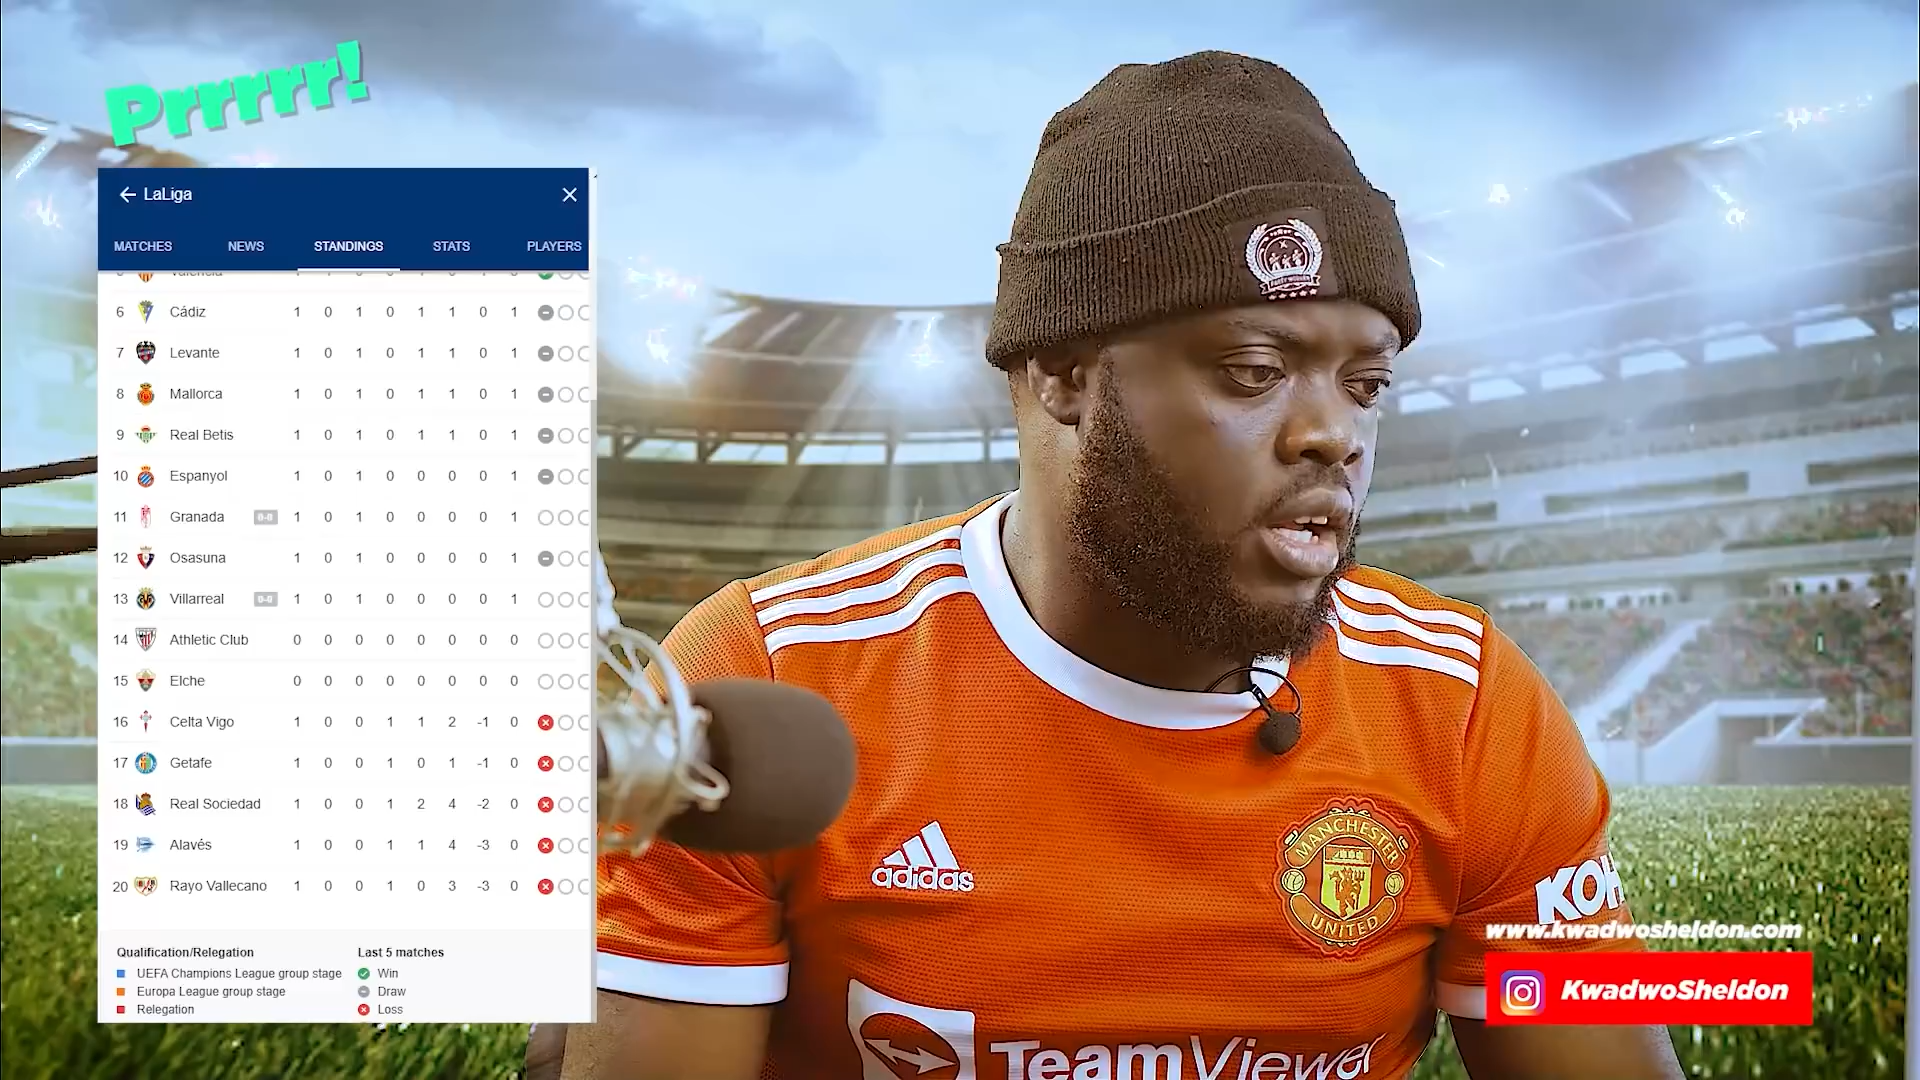 Prrrrr!
LaLiga
MATCHES NEWS STANDINGS STATS PLAYERS
Valencia
6 Cádiz 1 0 1 0 1 1 0 1
7 Levante 1 0 1 0 1 1 0 1
8 Mallorca 1 0 1 0 1 1 0 1
9 Real Betis 1 0 1 0 1 1 0 1
10 Espanyol 1 0 1 0 0 0 0 1
11 Granada 0-0 1 0 1 0 0 0 0 1
12 Osasuna 1 0 1 0 0 0 0 1
13 Villarreal 0-0 1 0 1 0 0 0 0 1
14 Athletic Club 0 0 0 0 0 0 0 0
15 Elche 0 0 0 0 0 0 0 0
16 Celta Vigo 1 0 0 1 1 2 -1 0
17 Getafe 1 0 0 1 0 1 -1 0
18 Real Sociedad 1 0 0 1 2 4 -2 0
19 Alavés 1 0 0 1 1 4 -3 0
20 Rayo Vallecano 1 0 0 1 0 3 -3 0
Qualification/Relegation Last 5 matches
UEFA Champions League group stage Win
Europa League group stage Draw
Relegation Loss
adidas
MANCHESTER
UNITED
KOH
TeamViewer
www.kwadwosheldon.com
KwadwoSheldon